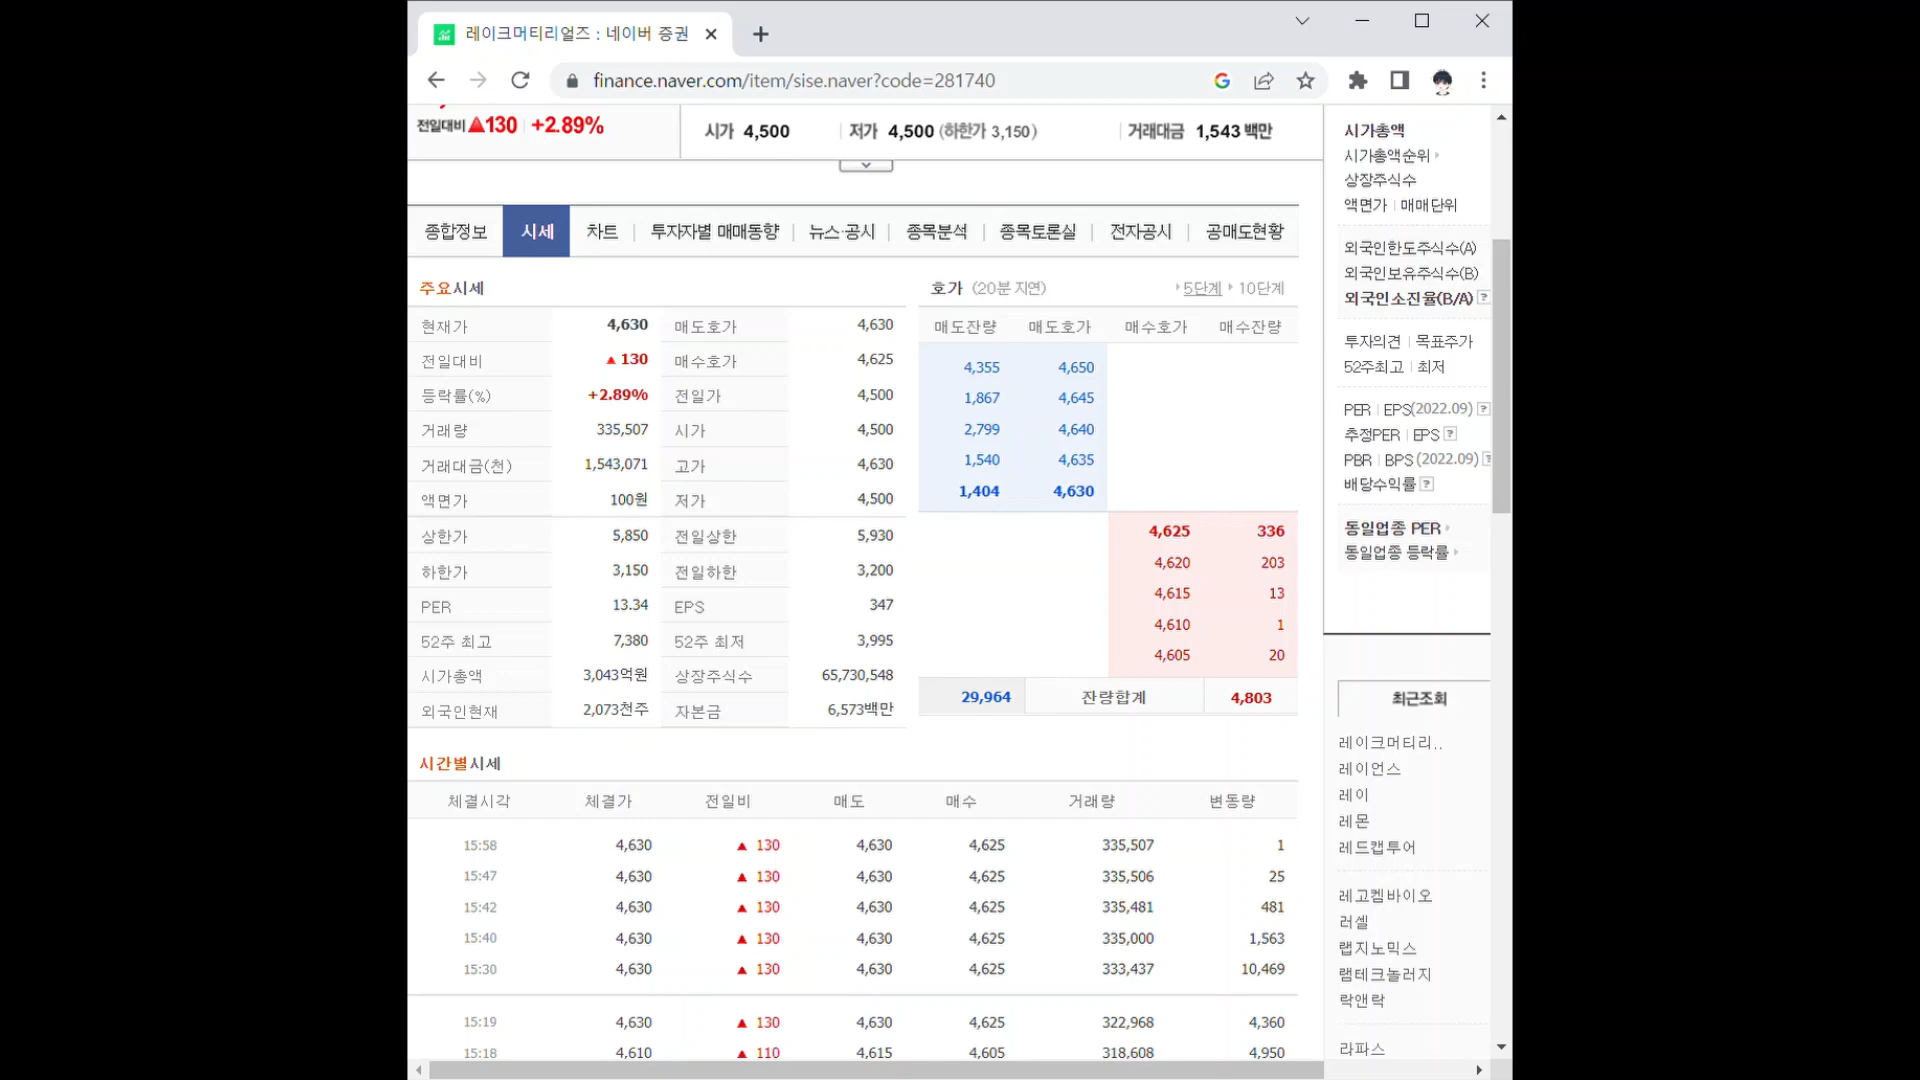 레이크머티리얼즈 : 네이버 증권
finance.naver.com/item/sise.naver?code=281740
전일대비 ▲130 +2.89%
시가 4,500 저가 4,500 (하한가 3,150) 거래대금 1,543 백만
종합정보 시세 차트 투자자별 매매동향 뉴스·공시 종목분석 종목토론실 전자공시 공매도현황
주요시세
현재가 4,630 매도호가 4,630
전일대비 ▲ 130 매수호가 4,625
등락률(%) +2.89% 전일가 4,500
거래량 335,507 시가 4,500
거래대금(천) 1,543,071 고가 4,630
액면가 100원 저가 4,500
상한가 5,850 전일상한 5,930
하한가 3,150 전일하한 3,200
PER 13.34 EPS 347
52주 최고 7,380 52주 최저 3,995
시가총액 3,043억원 상장주식수 65,730,548
외국인현재 2,073천주 자본금 6,573백만
호가 (20분 지연) 5단계 10단계
매도잔량 매도호가 매수호가 매수잔량
4,355 4,650
1,867 4,645
2,799 4,640
1,540 4,635
1,404 4,630
4,625 336
4,620 203
4,615 13
4,610 1
4,605 20
29,964 잔량합계 4,803
시간별시세
체결시각 체결가 전일비 매도 매수 거래량 변동량
15:58 4,630 ▲ 130 4,630 4,625 335,507 1
15:47 4,630 ▲ 130 4,630 4,625 335,506 25
15:42 4,630 ▲ 130 4,630 4,625 335,481 481
15:40 4,630 ▲ 130 4,630 4,625 335,000 1,563
15:30 4,630 ▲ 130 4,630 4,625 333,437 10,469
15:19 4,630 ▲ 130 4,630 4,625 322,968 4,360
15:18 4,610 ▲ 110 4,615 4,605 318,608 4,950
시가총액
시가총액순위
상장주식수
액면가 매매단위
외국인한도주식수(A)
외국인보유주식수(B)
외국인소진율(B/A) ?
투자의견 목표주가
52주최고 최저
PER EPS(2022.09) ?
추정PER EPS ?
PBR BPS (2022.09) ?
배당수익률 ?
동일업종 PER
동일업종 등락률
최근조회
레이크머티리..
레이언스
레이
레몬
레드캡투어
레고켐바이오
러셀
랩지노믹스
램테크놀러지
락앤락
라파스